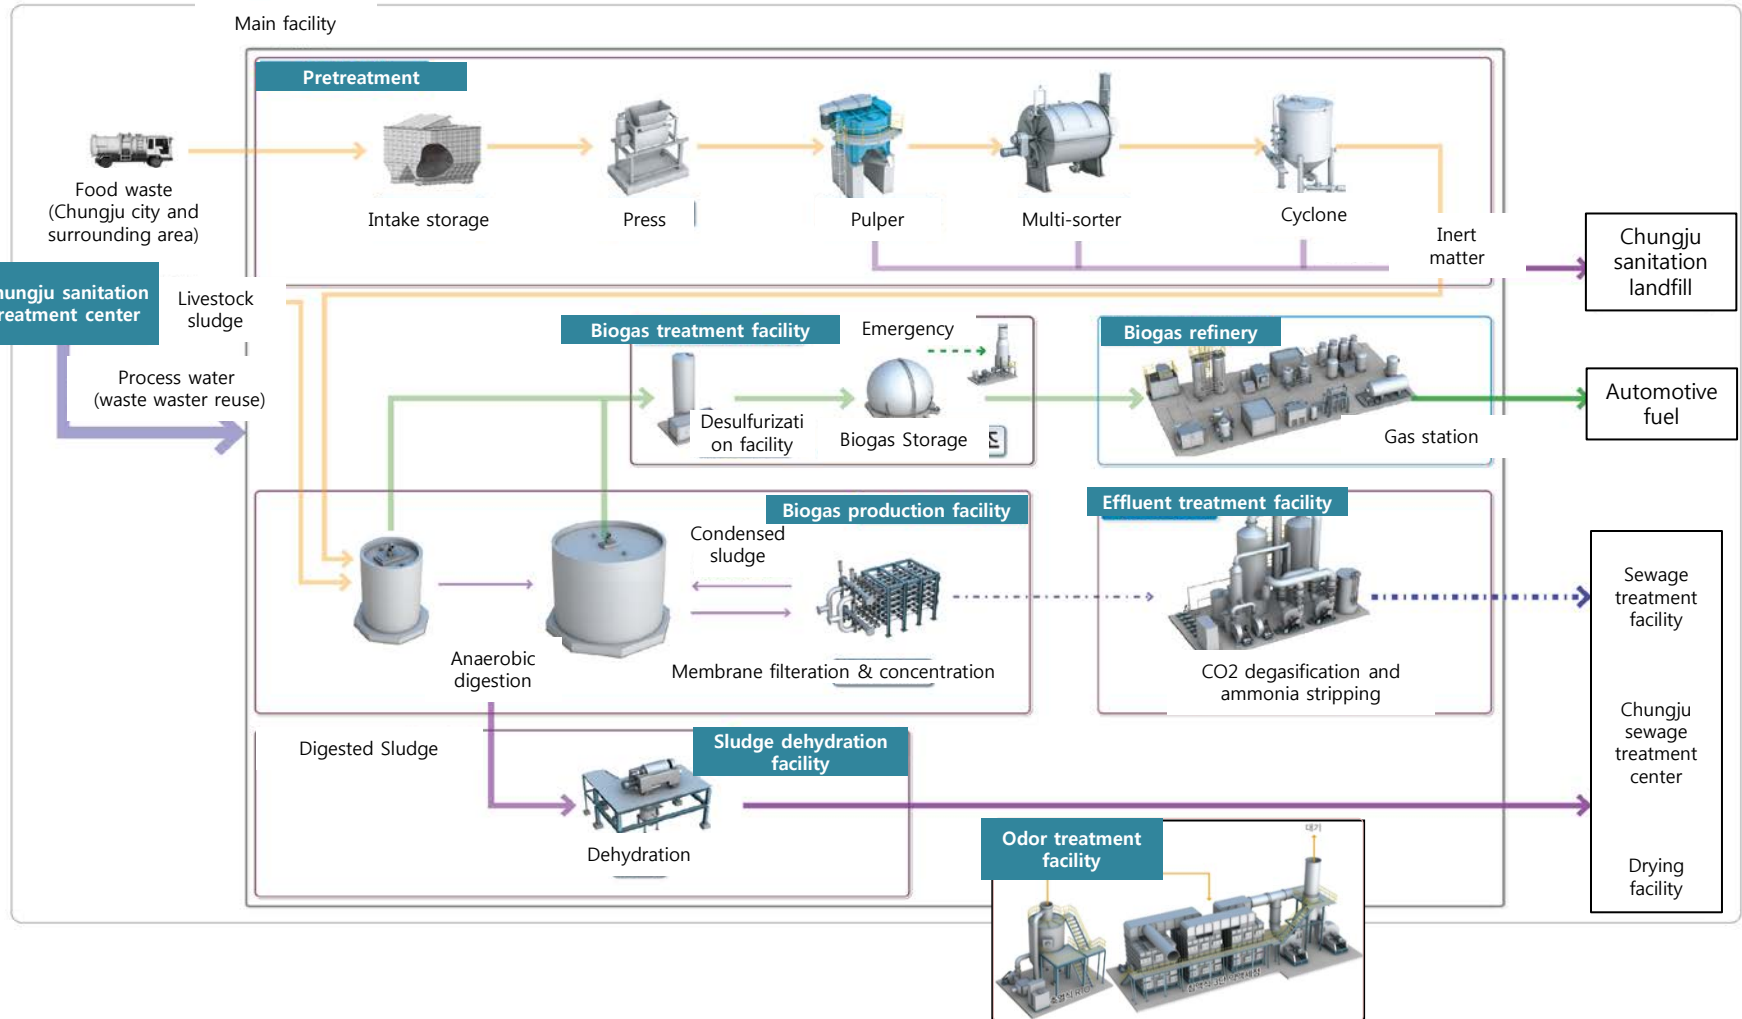 Main facility
Pretreatment
Food waste
(Chungju city and
surrounding area)
Intake storage
Press
Pulper
Multi-sorter
Cyclone
Inert
matter
Chungju
sanitation
landfill
hungju sanitation
reatment center
Livestock
sludge
Process water
(waste waster reuse)
Biogas treatment facility
Emergency
Desulfurizati
on facility
Biogas Storage
조
Biogas refinery
Gas station
Automotive
fuel
Biogas production facility
Condensed
sludge
Anaerobic
digestion
Membrane filteration & concentration
Effluent treatment facility
CO2 degasification and
ammonia stripping
Sewage
treatment
facility
Chungju
sewage
treatment
center
Drying
facility
Digested Sludge
Sludge dehydration
facility
Dehydration
Odor treatment
facility
대기